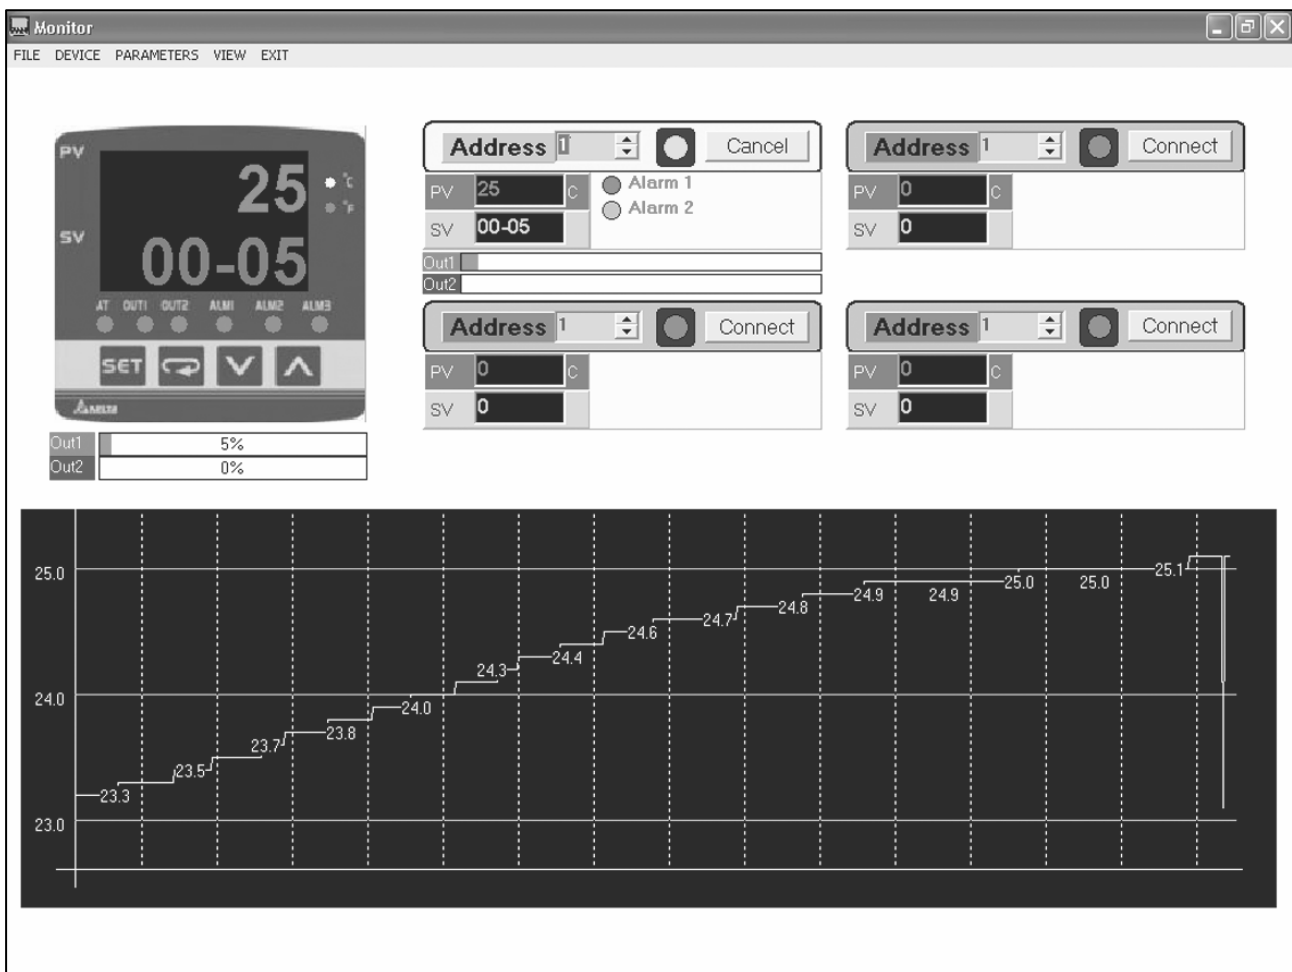 Monitor
FILE DEVICE PARAMETERS VIEW EXIT
PV
25 °C
°F
SV
00-05
AT OUT1 OUT2 ALM1 ALM2 ALM3
SET
DELTA
Out1 5%
Out2 0%
Address 1 Cancel
PV 25 C
SV 00-05
Alarm 1
Alarm 2
Out1
Out2
Address 1 Connect
PV 0 C
SV 0
Address 1 Connect
PV 0 C
SV 0
Address 1 Connect
PV 0 C
SV 0
25.0
24.0
23.0
23.3
23.5
23.7
23.8
24.0
24.3
24.4
24.6
24.7
24.8
24.9
24.9
25.0
25.0
25.1